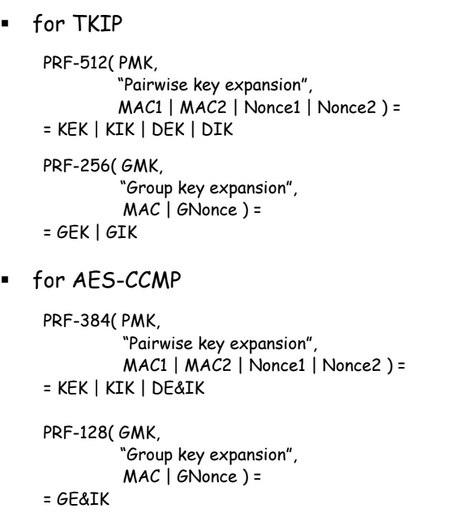 ▪ for TKIP
PRF-512( PMK,
“Pairwise key expansion”,
MAC1 | MAC2 | Nonce1 | Nonce2 ) =
= KEK | KIK | DEK | DIK
PRF-256( GMK,
“Group key expansion”,
MAC | GNonce ) =
= GEK | GIK
▪ for AES-CCMP
PRF-384( PMK,
“Pairwise key expansion”,
MAC1 | MAC2 | Nonce1 | Nonce2 ) =
= KEK | KIK | DE&IK
PRF-128( GMK,
“Group key expansion”,
MAC | GNonce ) =
= GE&IK